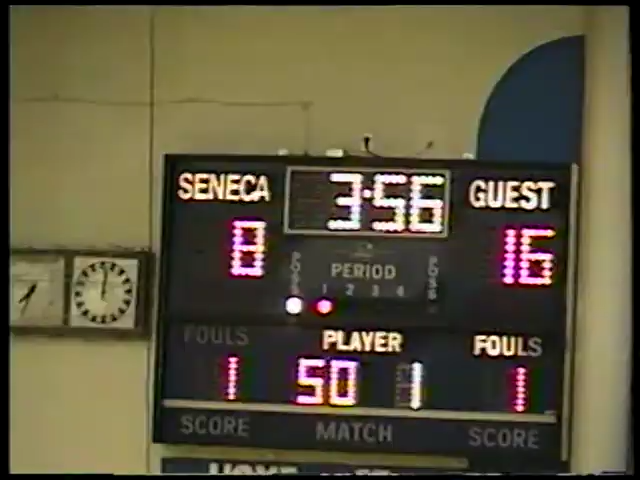 SENECA 3:56 GUEST
8 16
POSS PERIOD POSS
1 2 3 4
FOULS PLAYER FOULS
1 50 1 1
SCORE MATCH SCORE